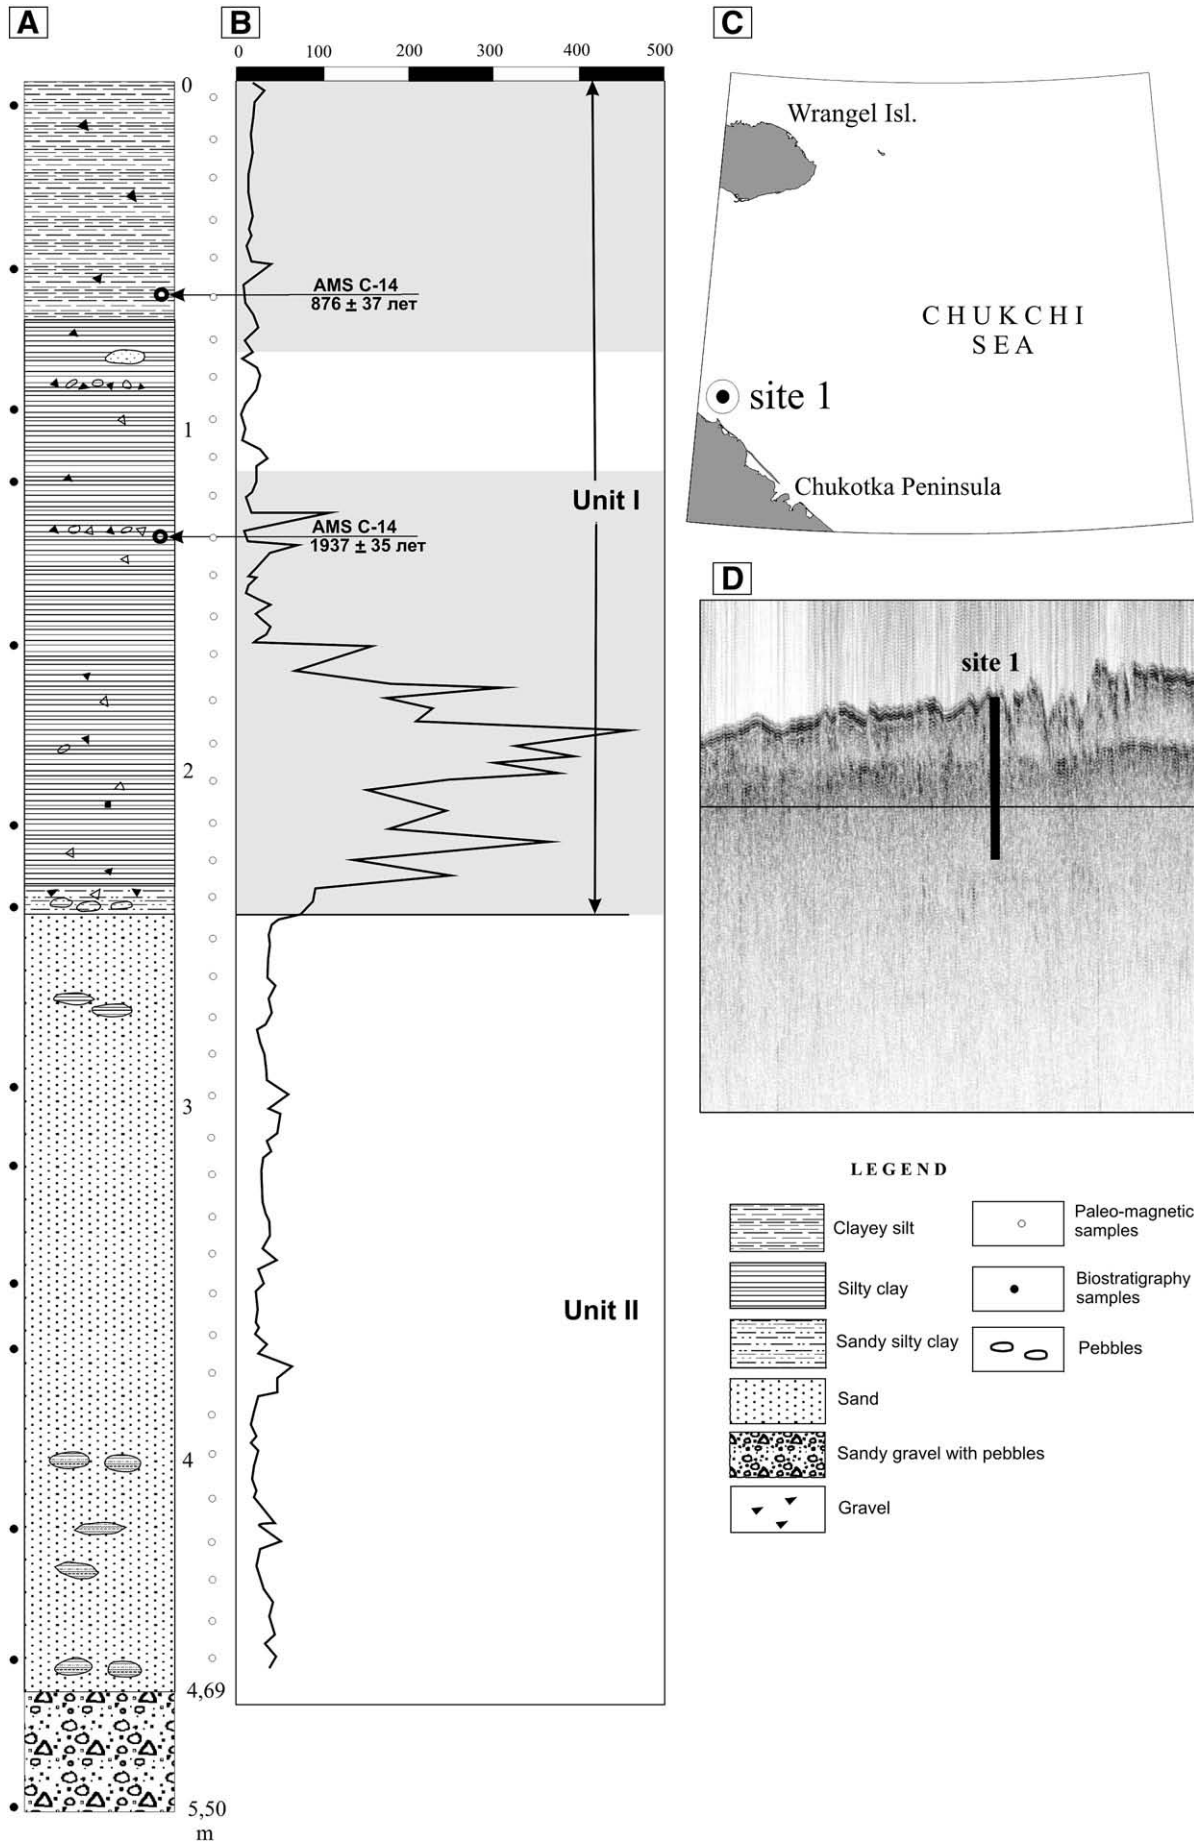 A
B
C
0 100 200 300 400 500
0
1
2
3
4
4,69
5,50
m
AMS C-14
876 ± 37 лет
AMS C-14
1937 ± 35 лет
Unit I
Unit II
Wrangel Isl.
CHUKCHI
SEA
site 1
Chukotka Peninsula
D
site 1
LEGEND
Clayey silt
Silty clay
Sandy silty clay
Sand
Sandy gravel with pebbles
Gravel
Paleo-magnetic
samples
Biostratigraphy
samples
Pebbles